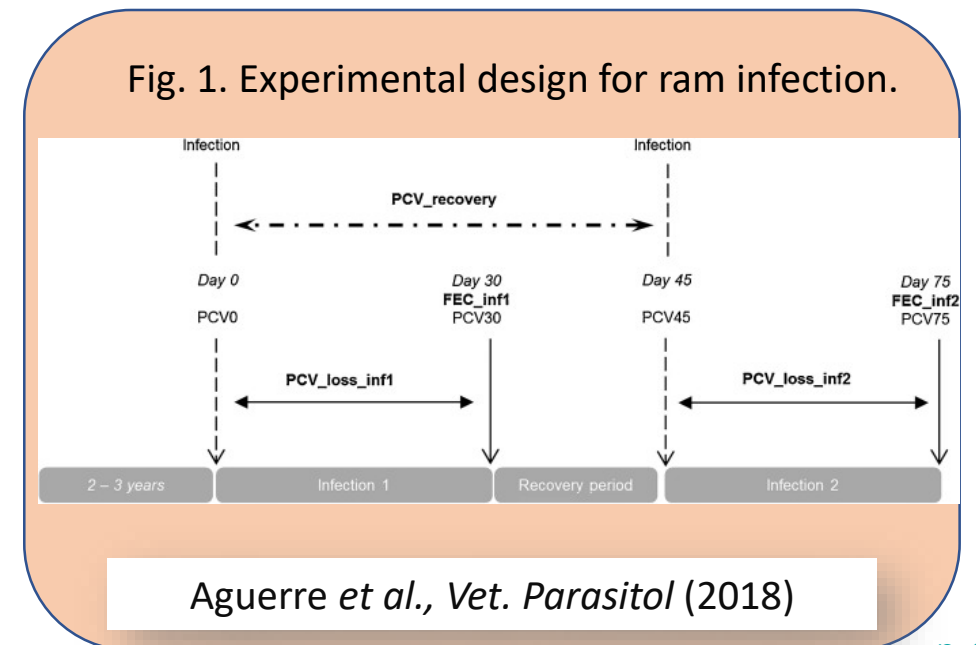 Fig. 1. Experimental design for ram infection.
Infection Infection
PCV_recovery
Day 0 Day 30 Day 45 Day 75
FEC_inf1 FEC_inf2
PCV0 PCV30 PCV45 PCV75
PCV_loss_inf1 PCV_loss_inf2
2 – 3 years Infection 1 Recovery period Infection 2
Aguerre et al., Vet. Parasitol (2018)